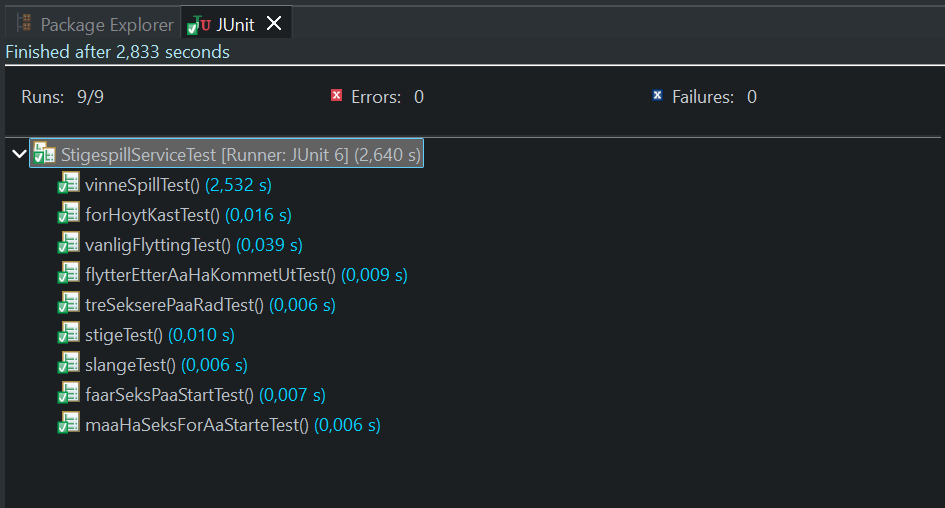 Package Explorer JUnit
Finished after 2,833 seconds
Runs: 9/9 Errors: 0 Failures: 0
StigespillServiceTest [Runner: JUnit 6] (2,640 s)
vinneSpillTest() (2,532 s)
forHoytKastTest() (0,016 s)
vanligFlyttingTest() (0,039 s)
flytterEtterAaHaKommetUtTest() (0,009 s)
treSekserePaaRadTest() (0,006 s)
stigeTest() (0,010 s)
slangeTest() (0,006 s)
faarSeksPaaStartTest() (0,007 s)
maaHaSeksForAaStarteTest() (0,006 s)